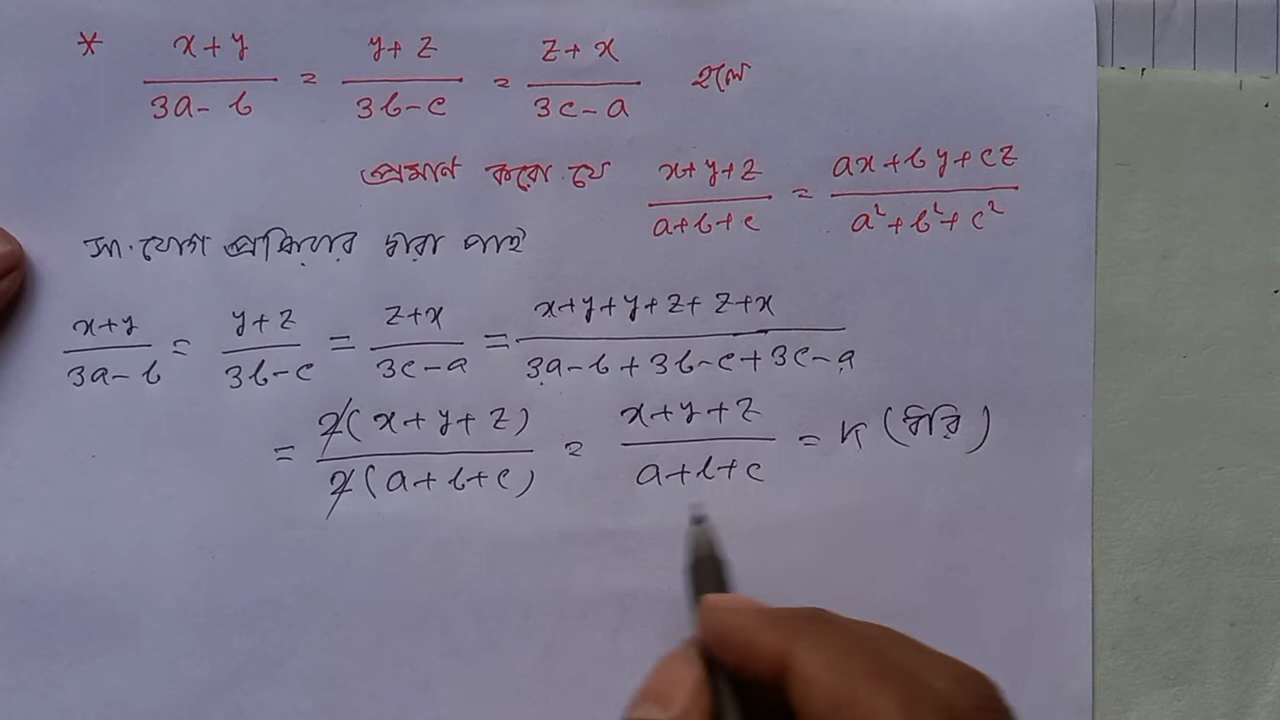 * x+y/3a-b = y+z/3b-c = z+x/3c-a হলে
প্রমাণ করো যে x+y+z/a+b+c = ax+by+cz/a²+b²+c²
সং.যোগ প্রক্রিয়ার দ্বারা পাই
x+y/3a-b = y+z/3b-c = z+x/3c-a = x+y+y+z+z+x/3a-b+3b-c+3c-a
= 2(x+y+z)/2(a+b+c) = x+y+z/a+b+c = K (ধরি)